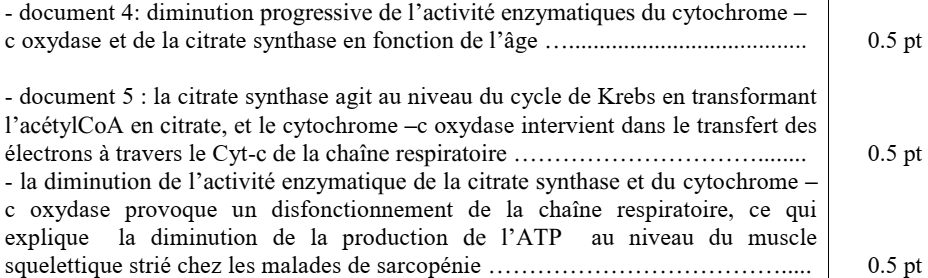 - document 4: diminution progressive de l’activité enzymatiques du cytochrome –
c oxydase et de la citrate synthase en fonction de l’âge ….......................................... 0.5 pt
- document 5 : la citrate synthase agit au niveau du cycle de Krebs en transformant
l’acétylCoA en citrate, et le cytochrome –c oxydase intervient dans le transfert des
électrons à travers le Cyt-c de la chaîne respiratoire ………………………….......... 0.5 pt
- la diminution de l’activité enzymatique de la citrate synthase et du cytochrome –
c oxydase provoque un disfonctionnement de la chaîne respiratoire, ce qui
explique la diminution de la production de l’ATP au niveau du muscle
squelettique strié chez les malades de sarcopénie ………………………………..... 0.5 pt